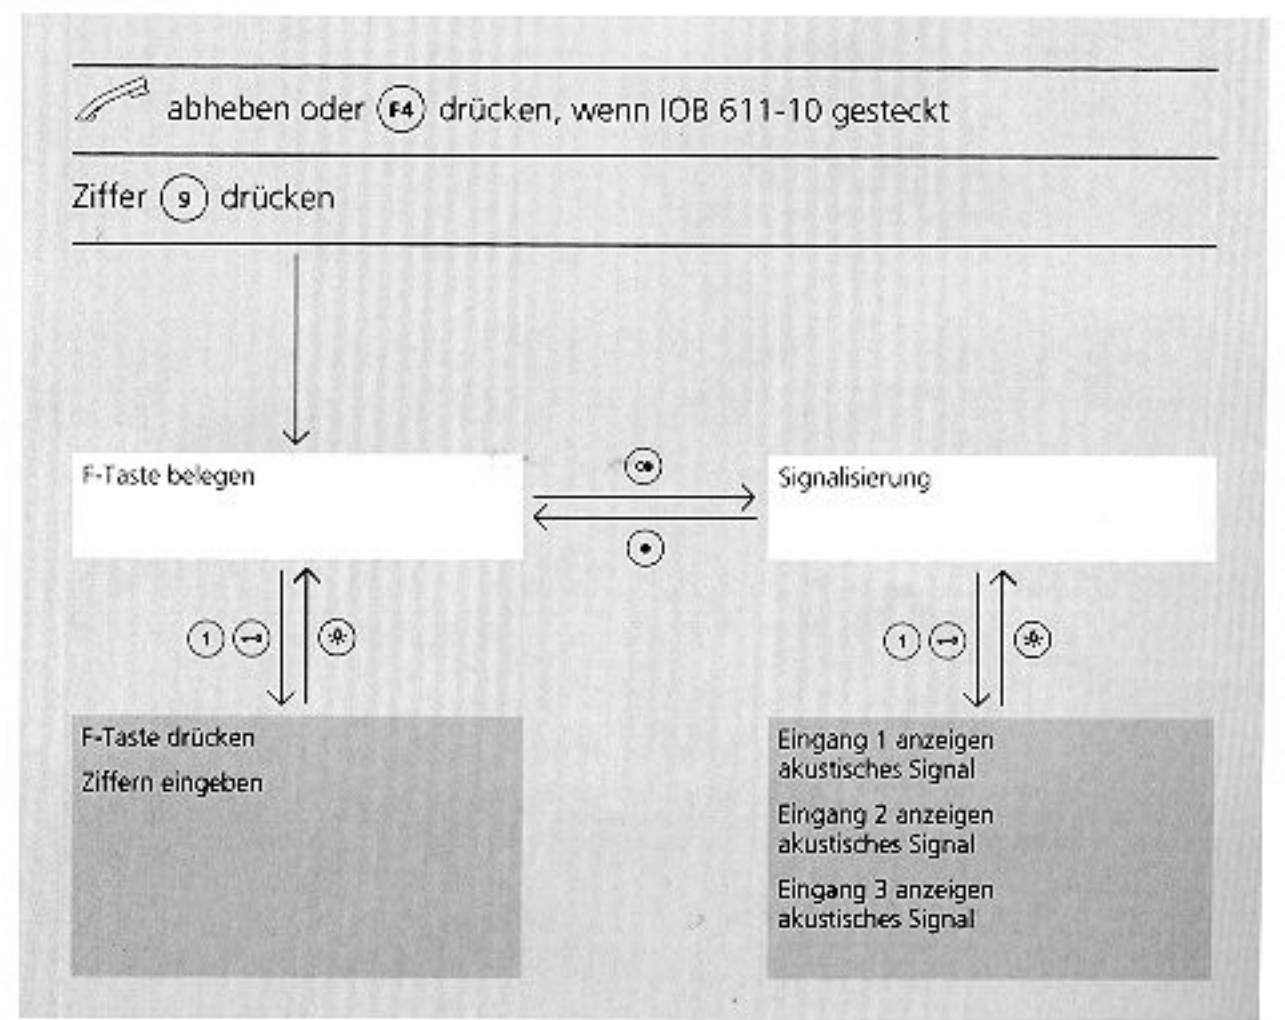 abheben oder F4 drücken, wenn IOB 611-10 gesteckt
Ziffer 9 drücken
F-Taste belegen
Signalisierung
1
1
F-Taste drücken
Ziffern eingeben
Eingang 1 anzeigen
akustisches Signal
Eingang 2 anzeigen
akustisches Signal
Eingang 3 anzeigen
akustisches Signal